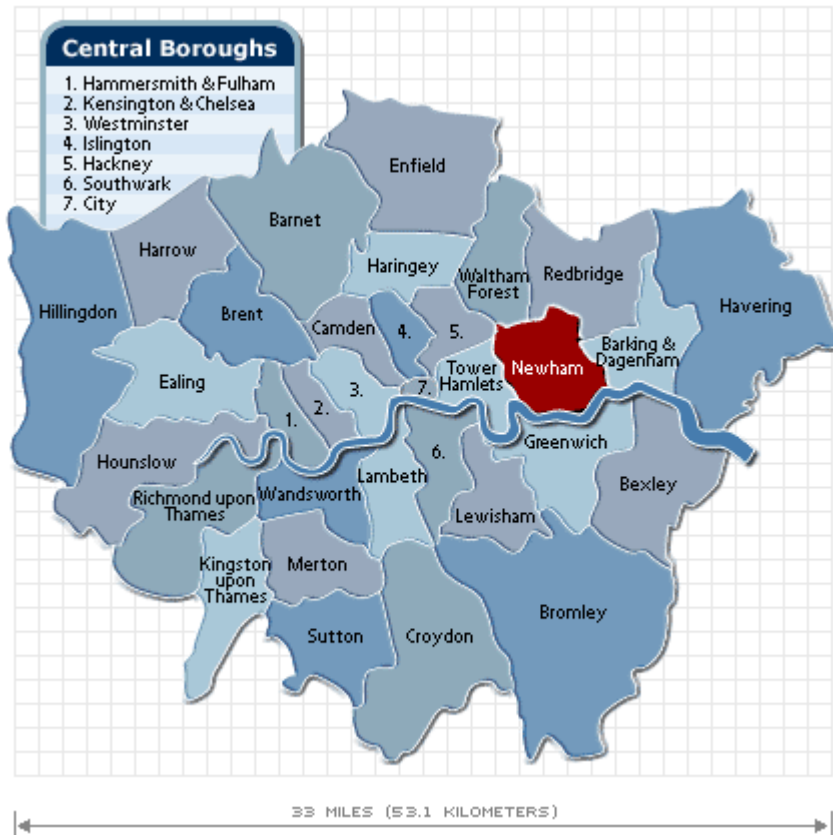 Central Boroughs
1. Hammersmith & Fulham
2. Kensington & Chelsea
3. Westminster
4. Islington
5. Hackney
6. Southwark
7. City
Enfield
Barnet
Harrow
Haringey
Waltham
Forest
Redbridge
Havering
Hillingdon
Brent
Camden
4.
5.
Barking &
Dagenham
Newham
Tower
Hamlets
Ealing
3.
7.
2.
1.
Greenwich
6.
Hounslow
Lambeth
Bexley
Richmond upon
Thames
Wandsworth
Lewisham
Kingston
upon
Thames
Merton
Bromley
Sutton
Croydon
33 MILES (53.1 KILOMETERS)